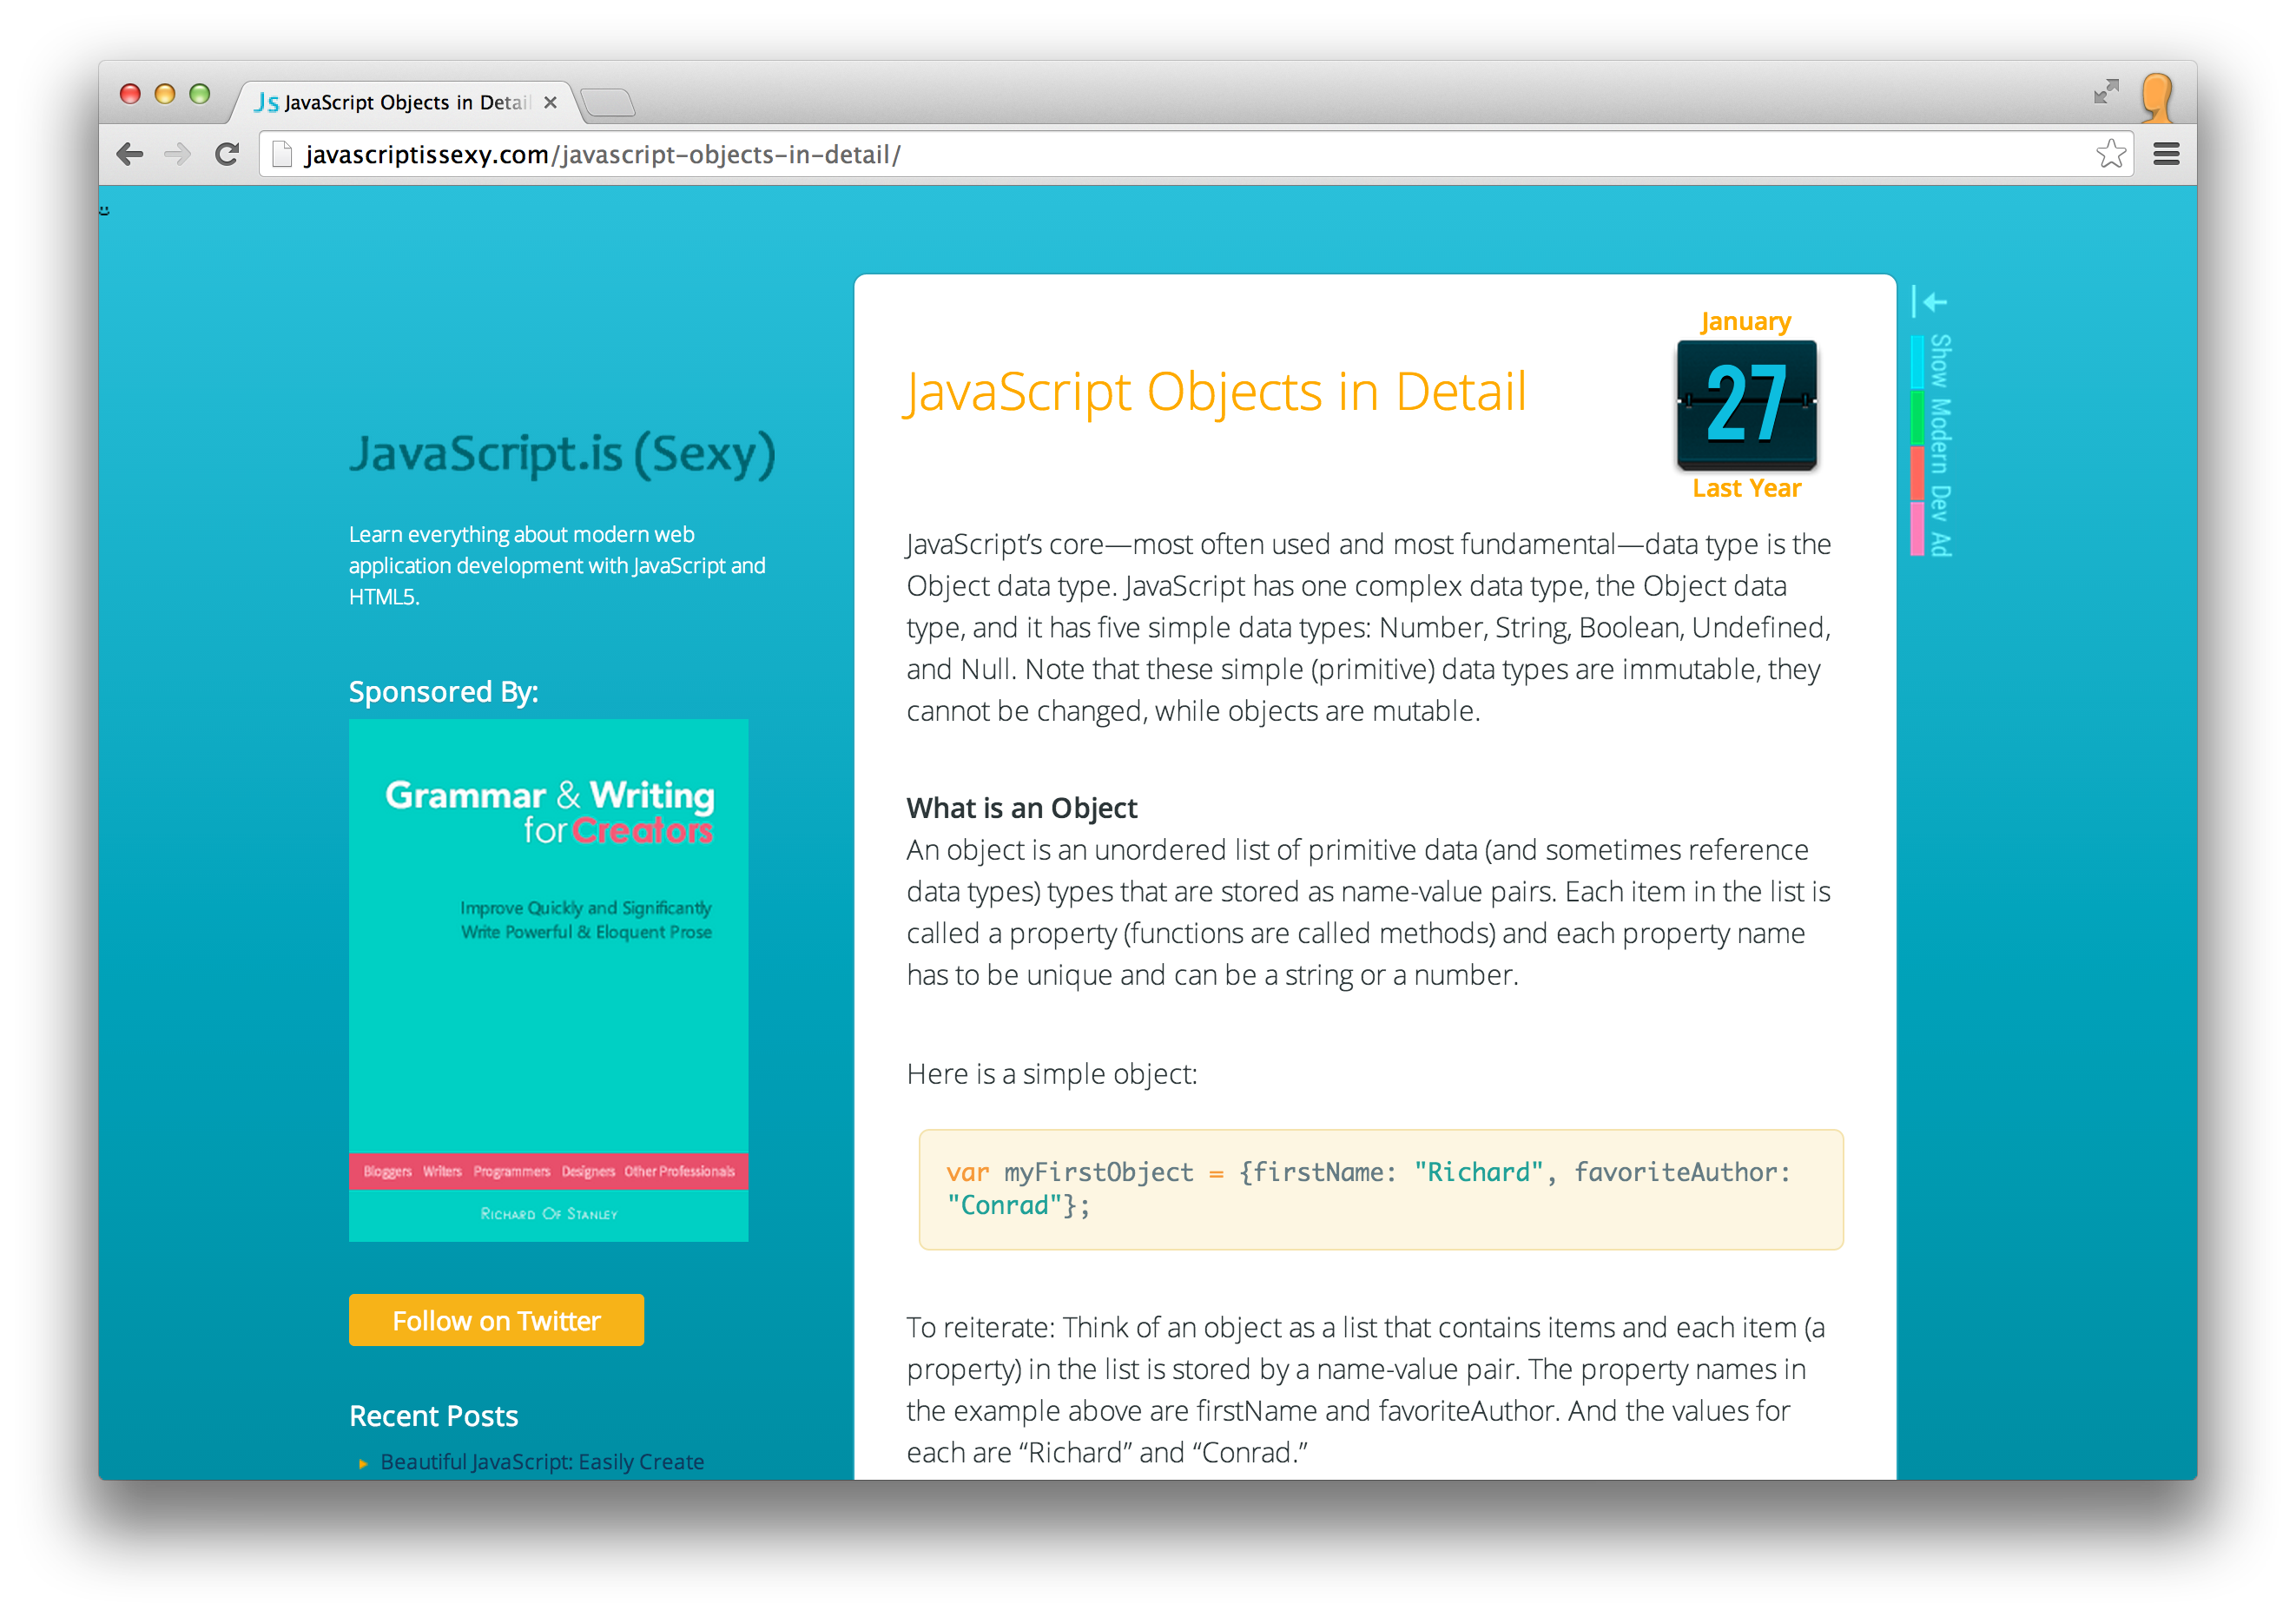 Js JavaScript Objects in Detail
javascriptissexy.com/javascript-objects-in-detail/
JavaScript.is (Sexy)
Learn everything about modern web
application development with JavaScript and
HTML5.
Sponsored By:
Grammar & Writing
for Creators
Improve Quickly and Significantly
Write Powerful & Eloquent Prose
Bloggers Writers Programmers Designers Other Professionals
RICHARD OF STANLEY
Follow on Twitter
Recent Posts
Beautiful JavaScript: Easily Create
JavaScript Objects in Detail
January
27
Last Year
JavaScript’s core—most often used and most fundamental—data type is the
Object data type. JavaScript has one complex data type, the Object data
type, and it has five simple data types: Number, String, Boolean, Undefined,
and Null. Note that these simple (primitive) data types are immutable, they
cannot be changed, while objects are mutable.
What is an Object
An object is an unordered list of primitive data (and sometimes reference
data types) types that are stored as name-value pairs. Each item in the list is
called a property (functions are called methods) and each property name
has to be unique and can be a string or a number.
Here is a simple object:
var myFirstObject = {firstName: "Richard", favoriteAuthor:
"Conrad"};
To reiterate: Think of an object as a list that contains items and each item (a
property) in the list is stored by a name-value pair. The property names in
the example above are firstName and favoriteAuthor. And the values for
each are “Richard” and “Conrad.”
Show Modern Dev Ad